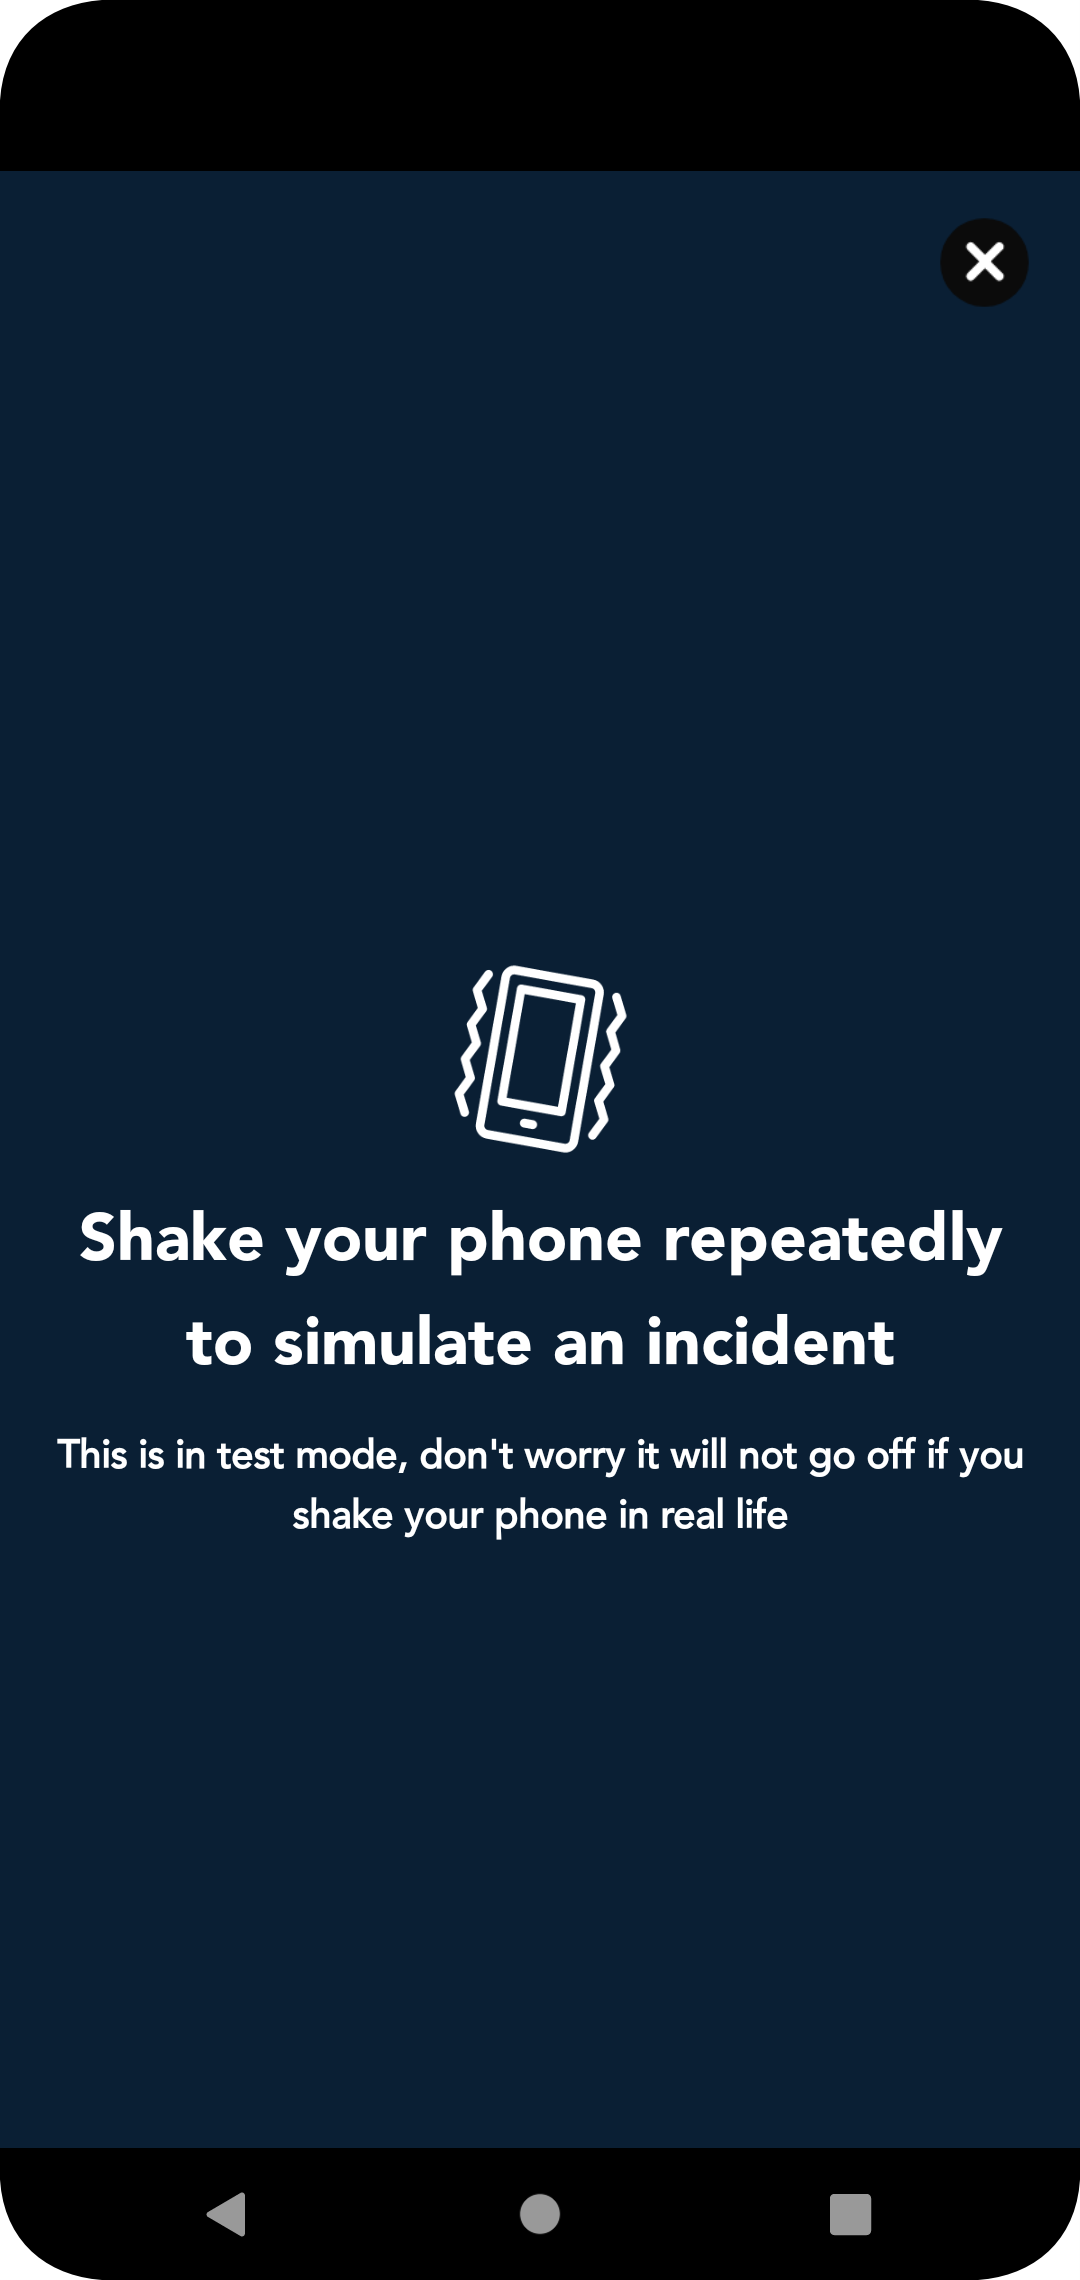 Shake your phone repeatedly
to simulate an incident
This is in test mode, don't worry it will not go off if you
shake your phone in real life